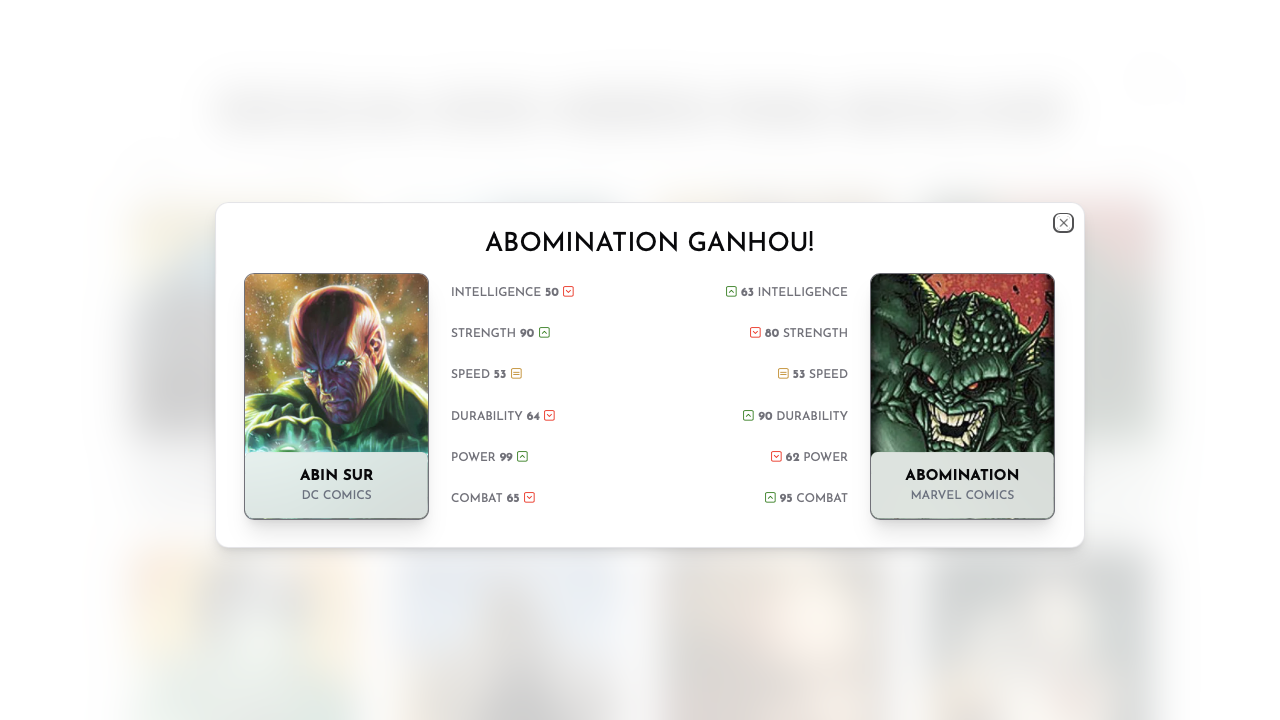 ABOMINATION GANHOU!
INTELLIGENCE 50
63 INTELLIGENCE
STRENGTH 90
80 STRENGTH
SPEED 53
53 SPEED
DURABILITY 64
90 DURABILITY
POWER 99
62 POWER
COMBAT 65
95 COMBAT
ABIN SUR
DC COMICS
ABOMINATION
MARVEL COMICS